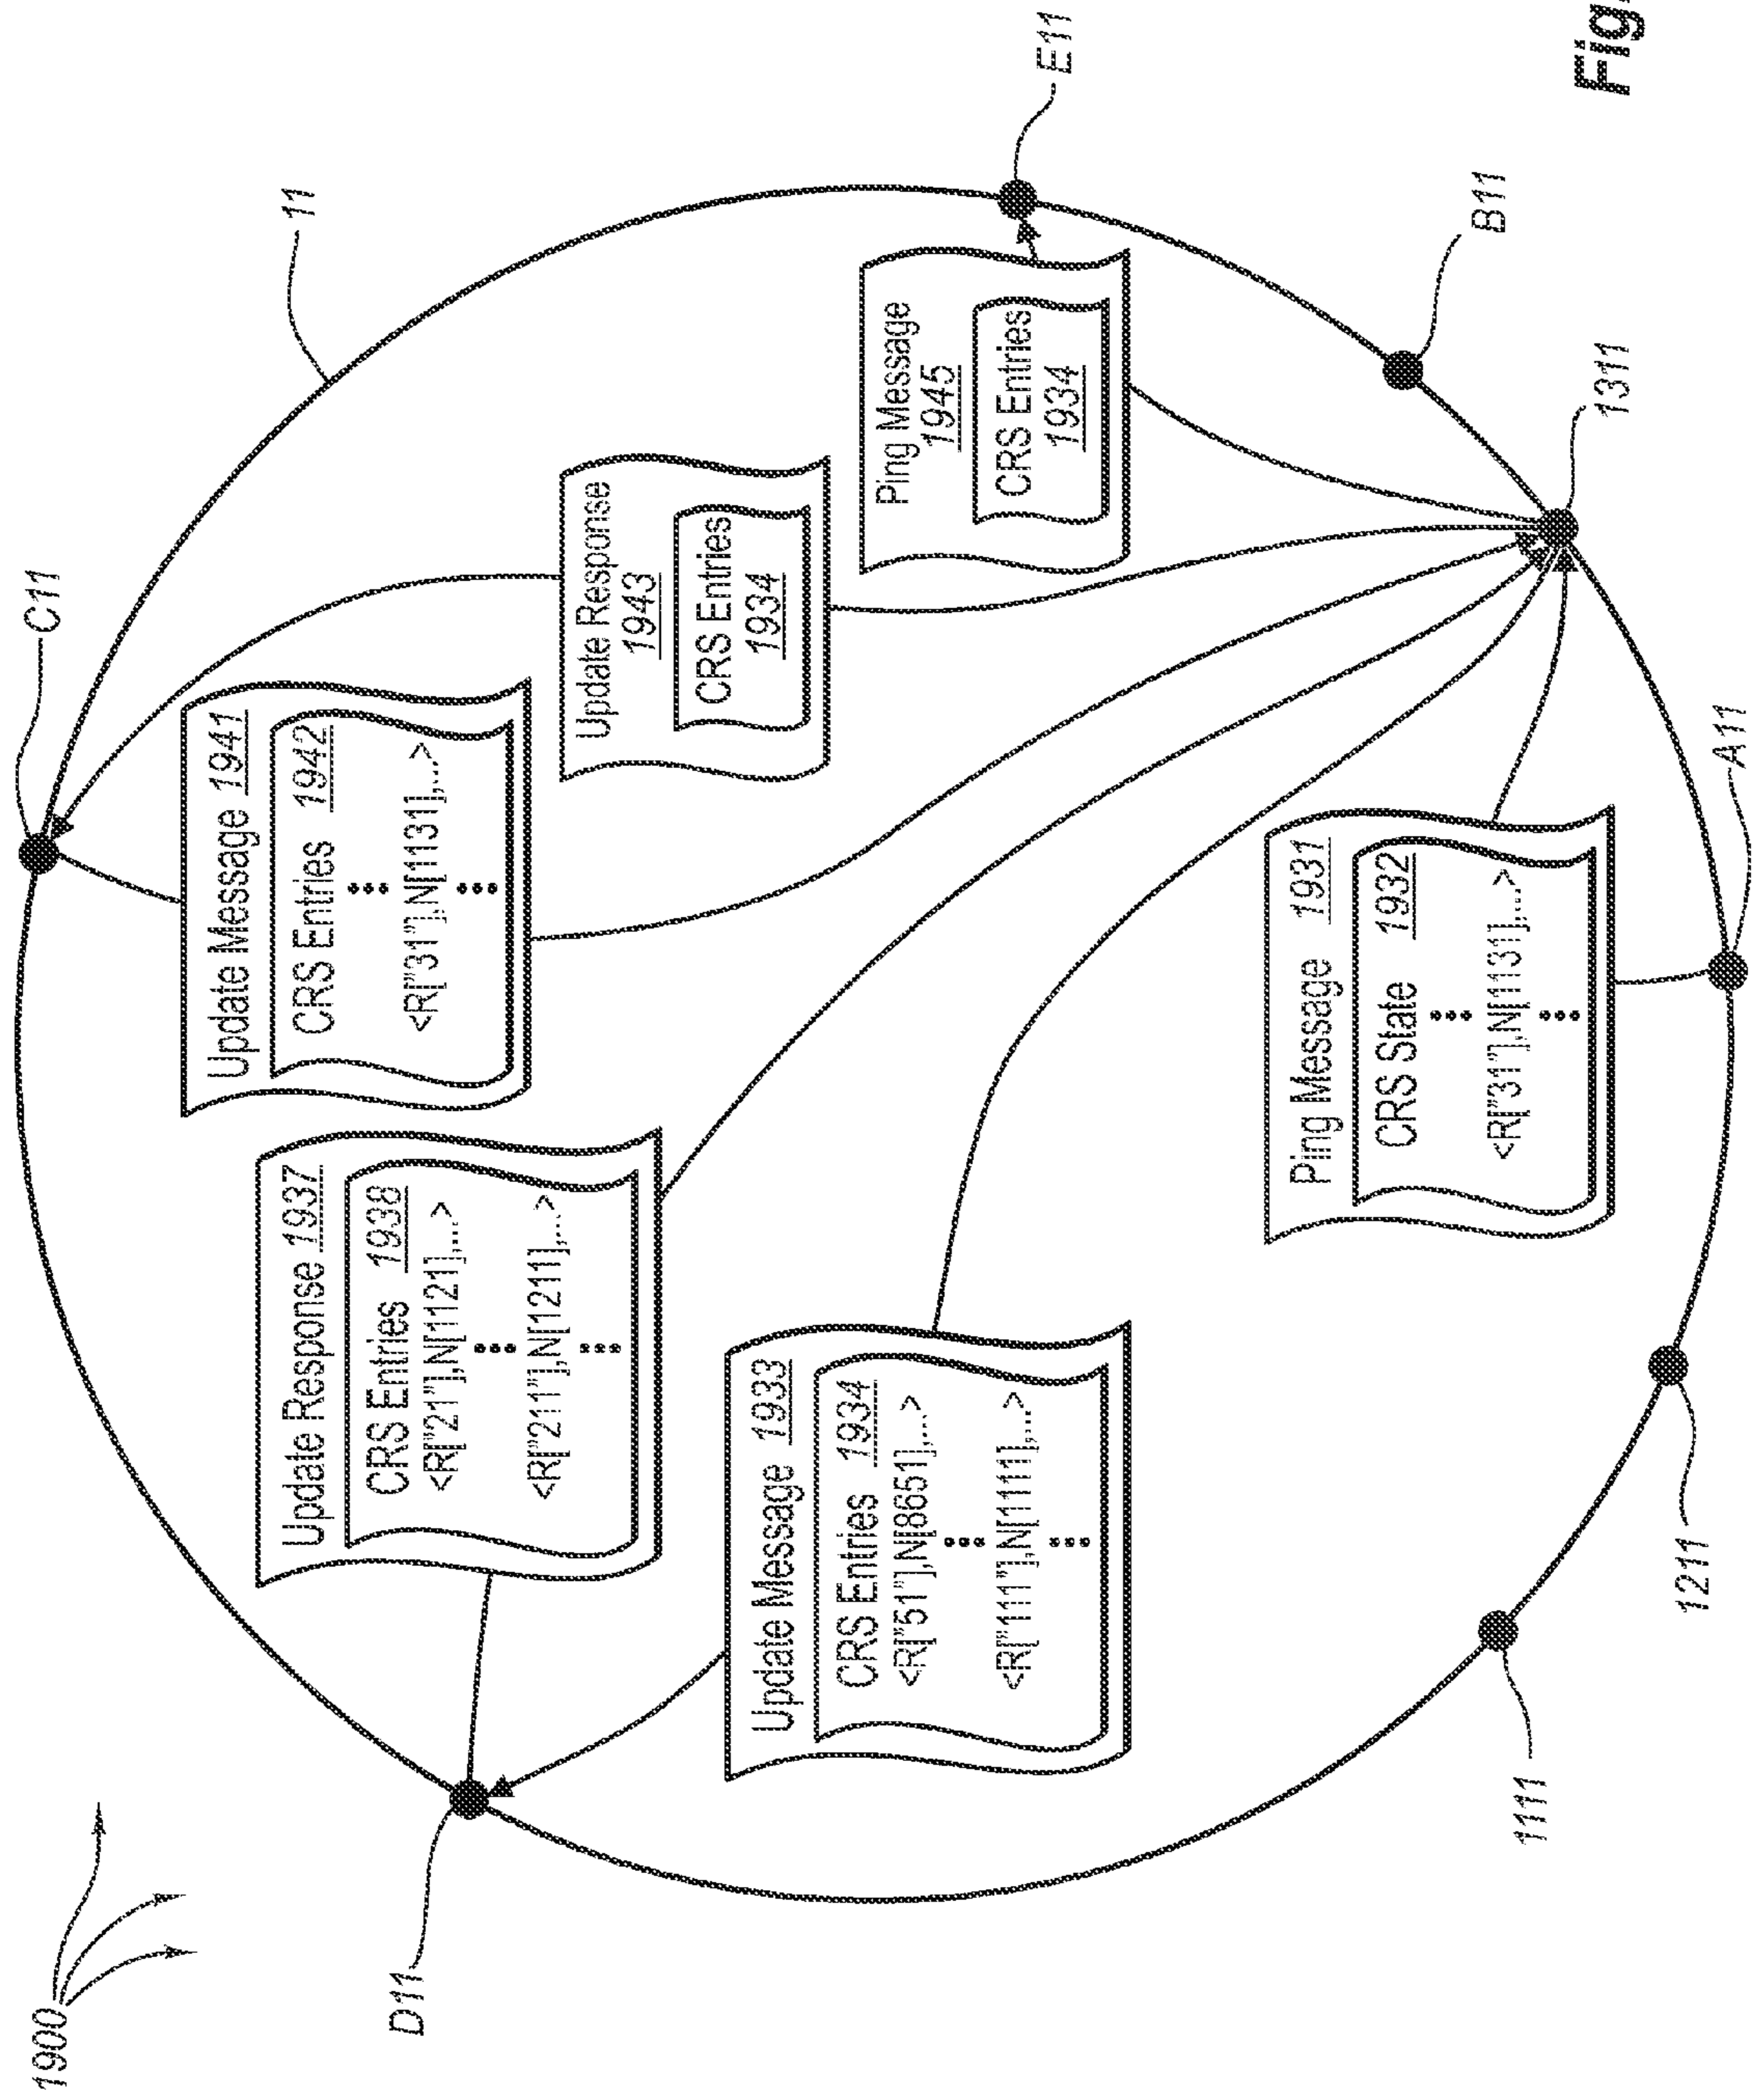 1900
D11
C11
11
E11
B11
1311
A11
1211
1111
Update Response 1937
CRS Entries 1938
<R["21"],N[1121],...>
<R["211"],N[1211],...>
Update Message 1941
CRS Entries 1942
<R["31"],N[1131],...>
Update Response
1943
CRS Entries
1934
Ping Message
1945
CRS Entries
1934
Update Message 1933
CRS Entries 1934
<R["51"],N[8651],...>
<R["111"],N[1111],...>
Ping Message 1931
CRS State 1932
<R["31"],N[1131],...>
Fig